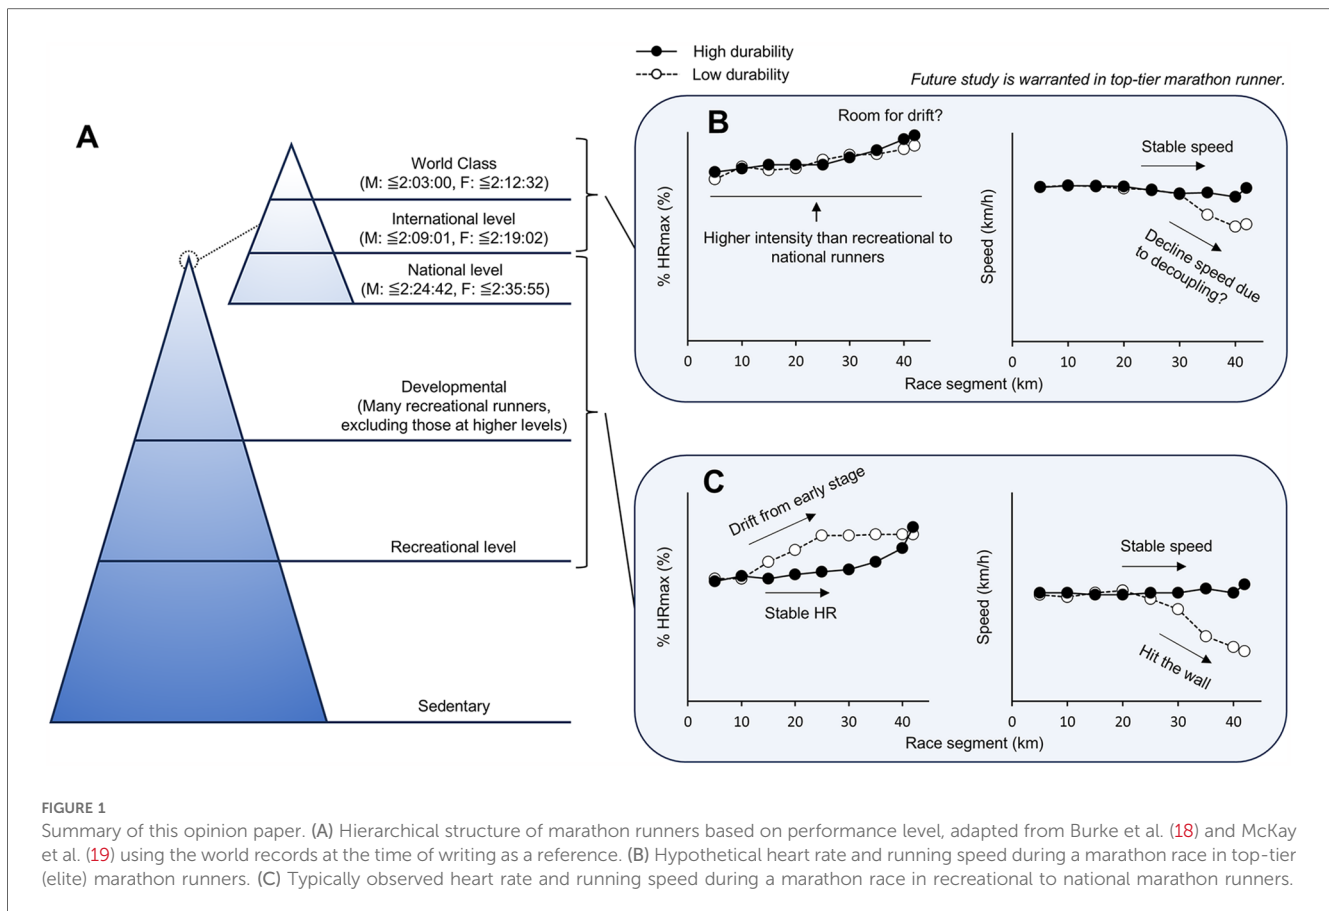 High durability
Low durability
Future study is warranted in top-tier marathon runner.
A
World Class
(M: ≦2:03:00, F: ≦2:12:32)
International level
(M: ≦2:09:01, F: ≦2:19:02)
National level
(M: ≦2:24:42, F: ≦2:35:55)
Developmental
(Many recreational runners,
excluding those at higher levels)
Recreational level
Sedentary
B
Room for drift?
% HRmax (%)
Higher intensity than recreational to
national runners
0 10 20 30 40
Speed (km/h)
Stable speed
Decline speed due
to decoupling?
0 10 20 30 40
Race segment (km)
C
Drift from early stage
% HRmax (%)
Stable HR
0 10 20 30 40
Speed (km/h)
Stable speed
Hit the wall
0 10 20 30 40
Race segment (km)
FIGURE 1
Summary of this opinion paper. (A) Hierarchical structure of marathon runners based on performance level, adapted from Burke et al. (18) and McKay
et al. (19) using the world records at the time of writing as a reference. (B) Hypothetical heart rate and running speed during a marathon race in top-tier
(elite) marathon runners. (C) Typically observed heart rate and running speed during a marathon race in recreational to national marathon runners.